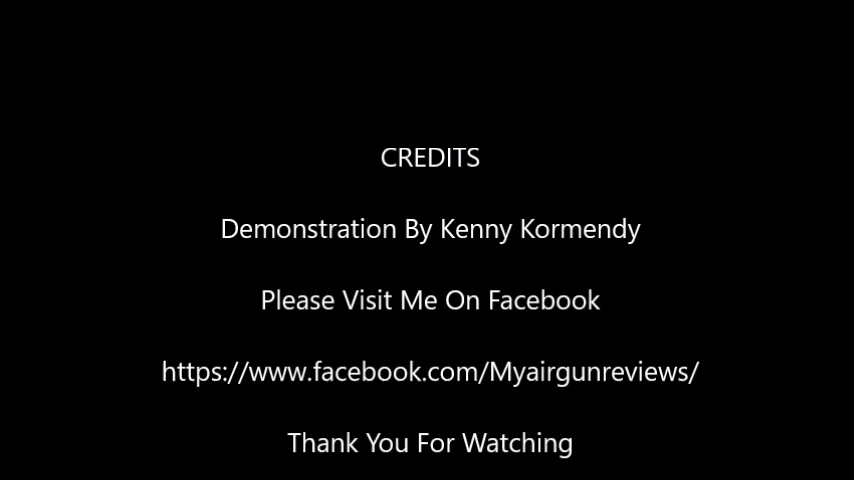 CREDITS
Demonstration By Kenny Kormendy
Please Visit Me On Facebook
https://www.facebook.com/Myairgunreviews/
Thank You For Watching